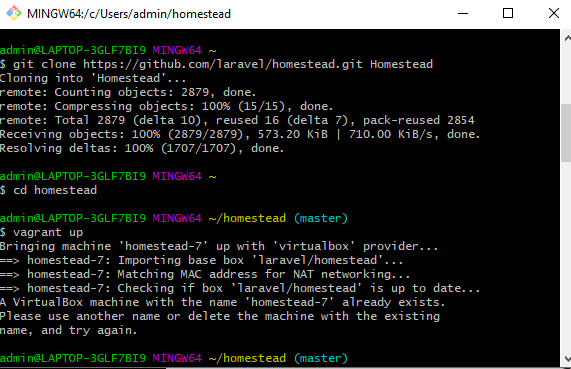 MINGW64:/c/Users/admin/homestead
admin@LAPTOP-3GLF7BI9 MINGW64 ~
$ git clone https://github.com/laravel/homestead.git Homestead
Cloning into 'Homestead'...
remote: Counting objects: 2879, done.
remote: Compressing objects: 100% (15/15), done.
remote: Total 2879 (delta 10), reused 16 (delta 7), pack-reused 2854
Receiving objects: 100% (2879/2879), 573.20 KiB | 710.00 KiB/s, done.
Resolving deltas: 100% (1707/1707), done.
admin@LAPTOP-3GLF7BI9 MINGW64 ~
$ cd homestead
admin@LAPTOP-3GLF7BI9 MINGW64 ~/homestead (master)
$ vagrant up
Bringing machine 'homestead-7' up with 'virtualbox' provider...
==> homestead-7: Importing base box 'laravel/homestead'...
==> homestead-7: Matching MAC address for NAT networking...
==> homestead-7: Checking if box 'laravel/homestead' is up to date...
A VirtualBox machine with the name 'homestead-7' already exists.
Please use another name or delete the machine with the existing
name, and try again.
admin@LAPTOP-3GLF7BI9 MINGW64 ~/homestead (master)